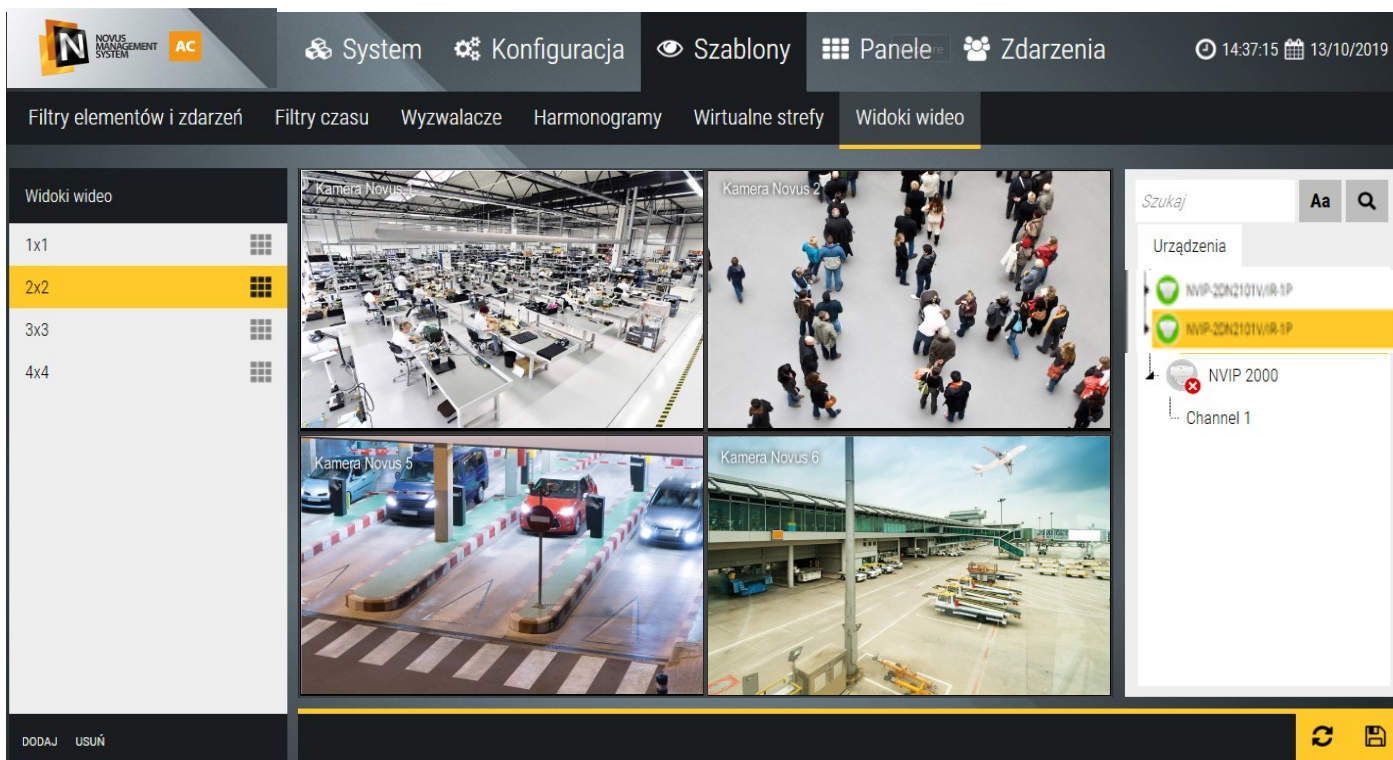 NOVUS
MANAGEMENT
SYSTEM
AC
System
Konfiguracja
Szablony
Panele
Zdarzenia
14:37:15 13/10/2019
Filtry elementów i zdarzeń
Filtry czasu
Wyzwalacze
Harmonogramy
Wirtualne strefy
Widoki wideo
Widoki wideo
1x1
2x2
3x3
4x4
Kamera Novus 1
Kamera Novus 2
Kamera Novus 5
Kamera Novus 6
Szukaj
Aa
Urządzenia
NVIP-2DN2101V/IR-1P
NVIP-2DN2101V/IR-1P
NVIP 2000
Channel 1
DODAJ
USUŃ